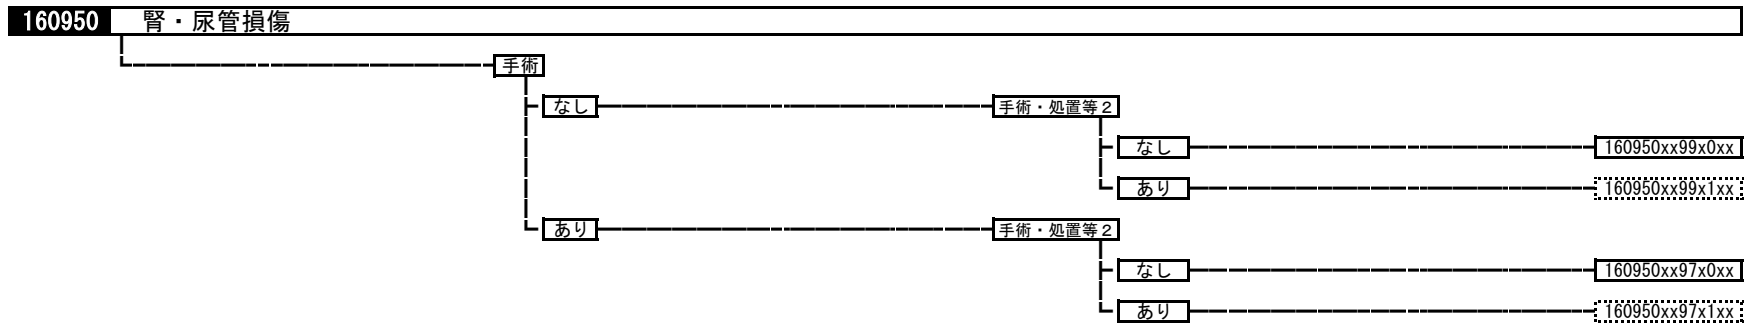 160950 腎・尿管損傷
手術
なし 手術・処置等２
なし 160950xx99x0xx
あり 160950xx99x1xx
あり 手術・処置等２
なし 160950xx97x0xx
あり 160950xx97x1xx